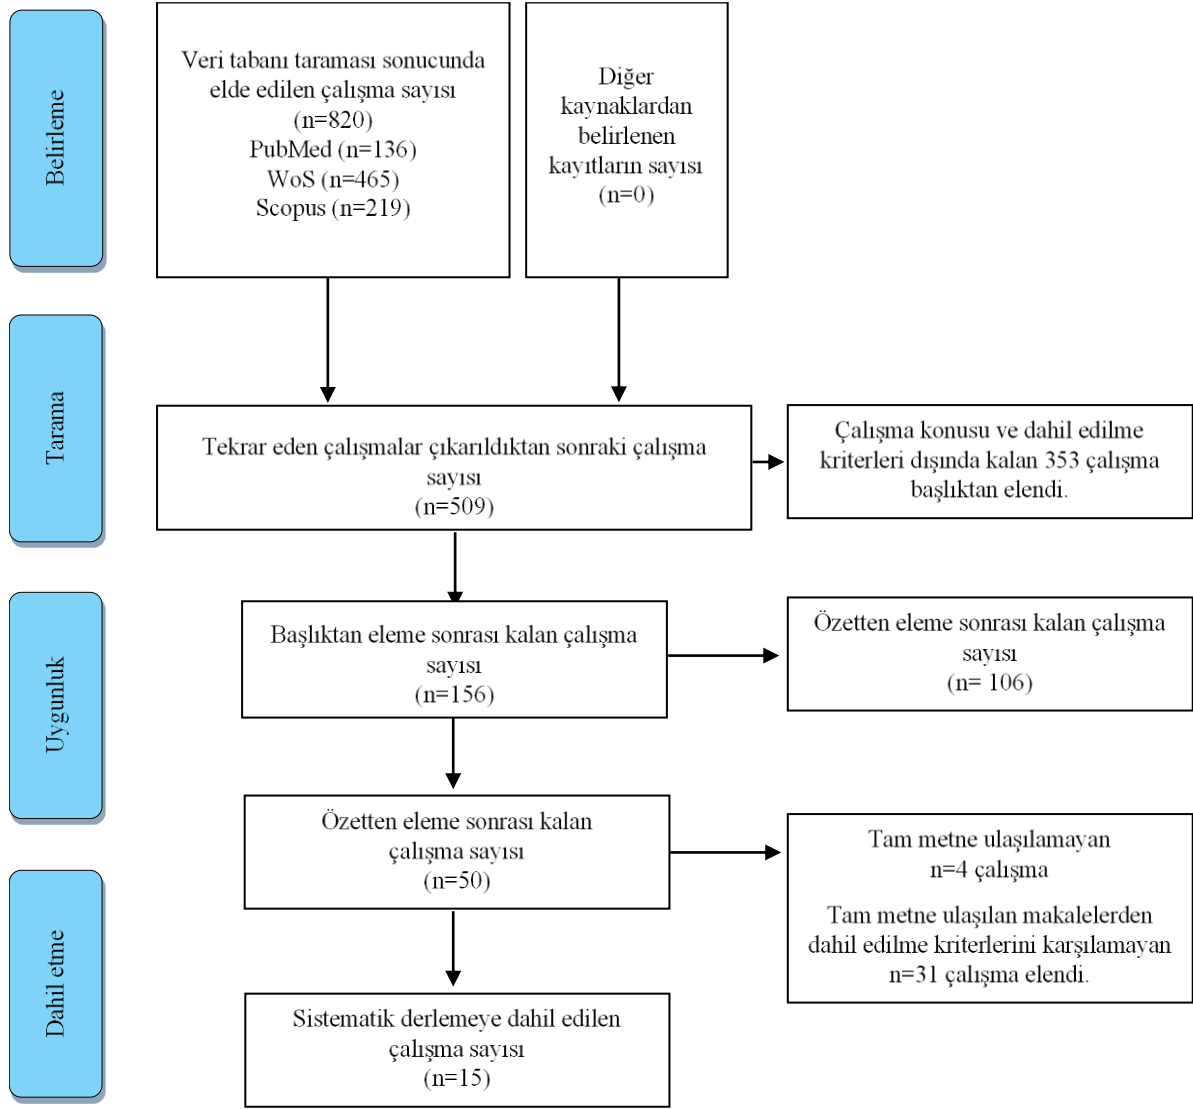 Belirleme
Veri tabanı taraması sonucunda
elde edilen çalışma sayısı
(n=820)
PubMed (n=136)
WoS (n=465)
Scopus (n=219)
Diğer
kaynaklardan
belirlenen
kayıtların sayısı
(n=0)
Tarama
Tekrar eden çalışmalar çıkarıldıktan sonraki çalışma
sayısı
(n=509)
Çalışma konusu ve dahil edilme
kriterleri dışında kalan 353 çalışma
başlıktan elendi.
Uygunluk
Başlıktan eleme sonrası kalan çalışma
sayısı
(n=156)
Özetten eleme sonrası kalan çalışma
sayısı
(n= 106)
Özetten eleme sonrası kalan
çalışma sayısı
(n=50)
Tam metne ulaşılamayan
n=4 çalışma
Tam metne ulaşılan makalelerden
dahil edilme kriterlerini karşılamayan
n=31 çalışma elendi.
Dahil etme
Sistematik derlemeye dahil edilen
çalışma sayısı
(n=15)